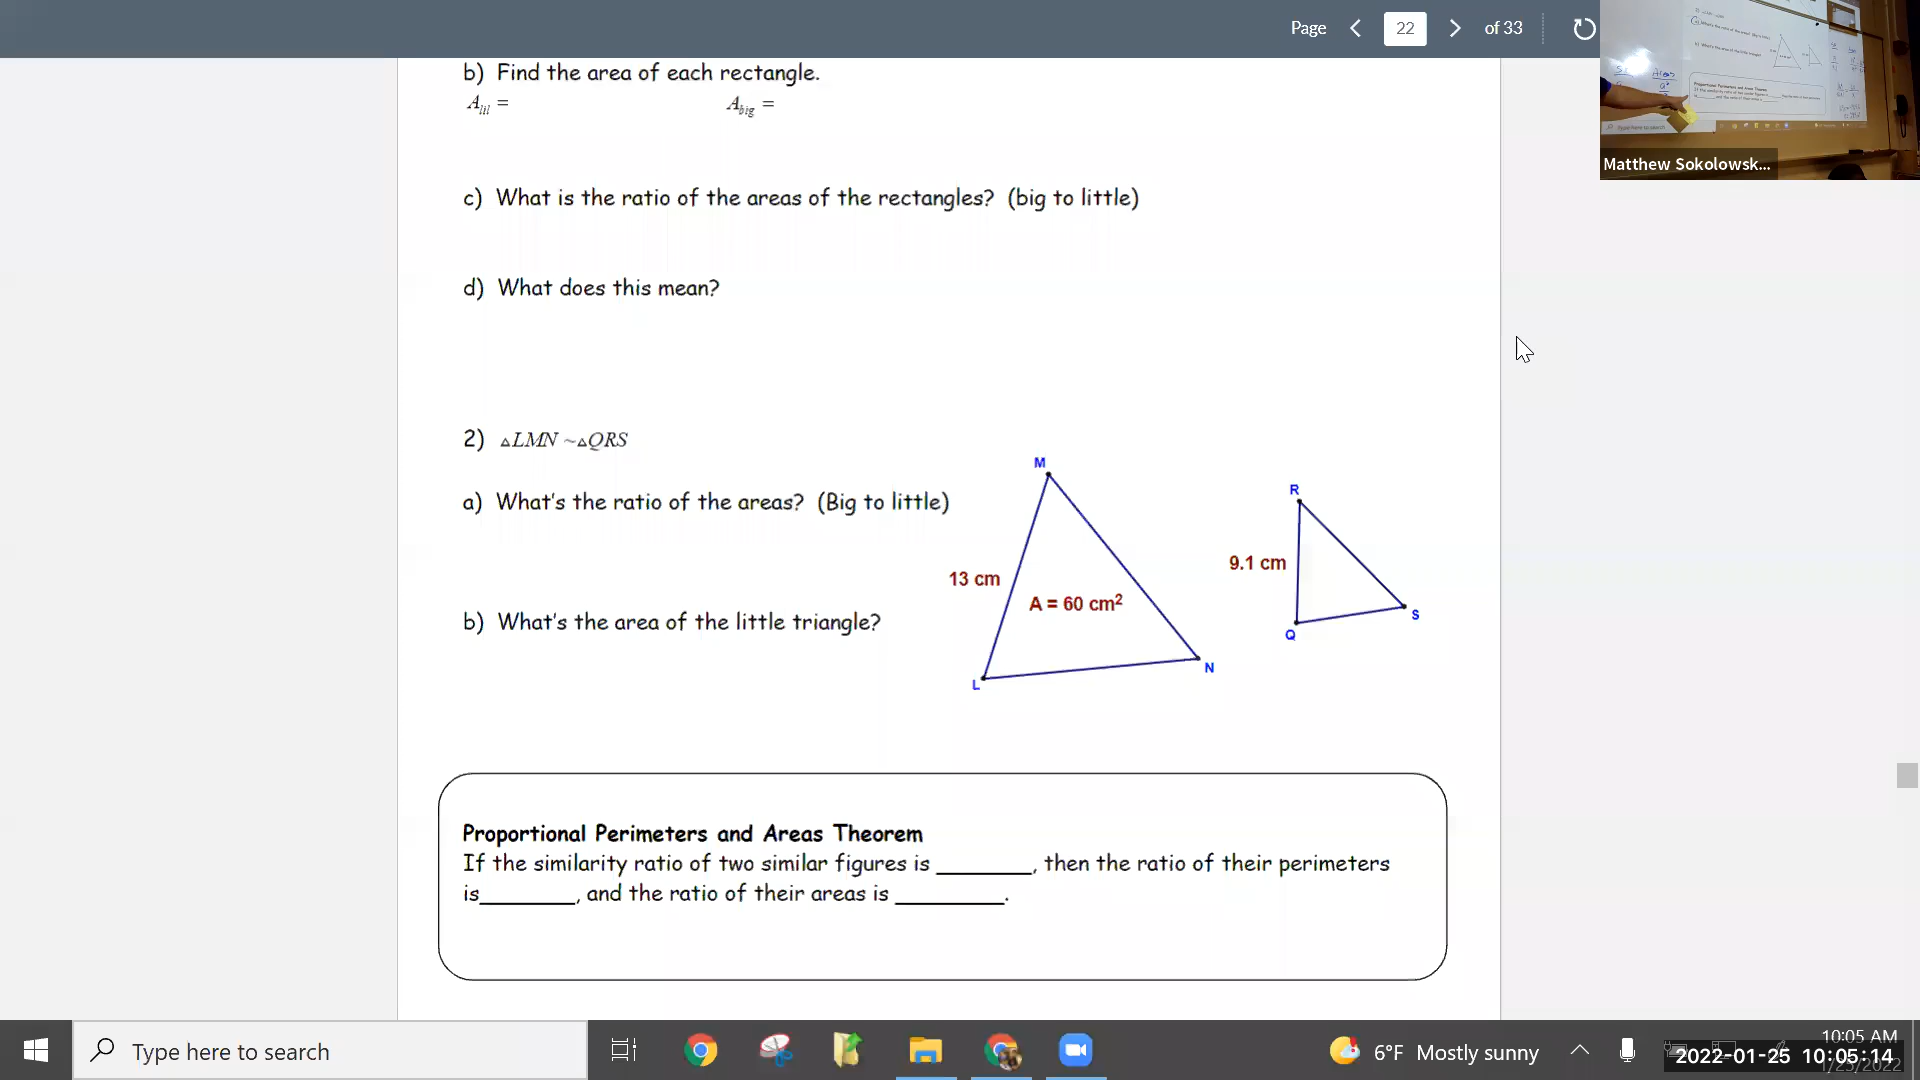 Page 22 of 33
b) Find the area of each rectangle.
A_lil = A_big =
c) What is the ratio of the areas of the rectangles? (big to little)
d) What does this mean?
2) △LMN ~△QRS
a) What's the ratio of the areas? (Big to little)
b) What's the area of the little triangle?
M
13 cm
A = 60 cm²
L
N
R
9.1 cm
Q
S
Proportional Perimeters and Areas Theorem
If the similarity ratio of two similar figures is ________, then the ratio of their perimeters
is________, and the ratio of their areas is _________.
Matthew Sokolowsk...
Type here to search
6°F Mostly sunny
10:05 AM
2022-01-25 10:05:14